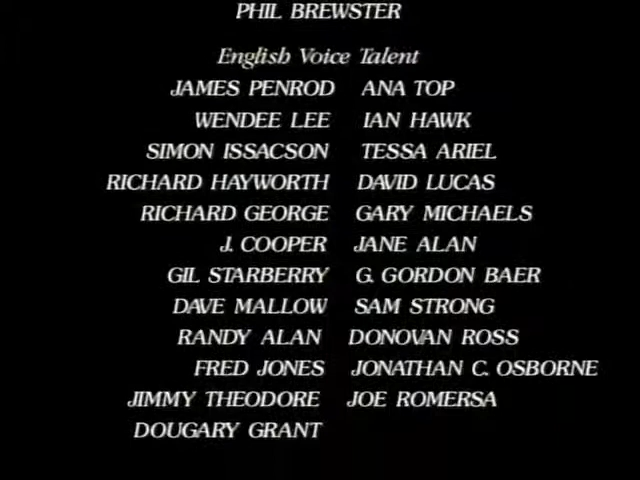 PHIL BREWSTER
English Voice Talent
JAMES PENROD ANA TOP
WENDEE LEE IAN HAWK
SIMON ISSACSON TESSA ARIEL
RICHARD HAYWORTH DAVID LUCAS
RICHARD GEORGE GARY MICHAELS
J. COOPER JANE ALAN
GIL STARBERRY G. GORDON BAER
DAVE MALLOW SAM STRONG
RANDY ALAN DONOVAN ROSS
FRED JONES JONATHAN C. OSBORNE
JIMMY THEODORE JOE ROMERSA
DOUGARY GRANT